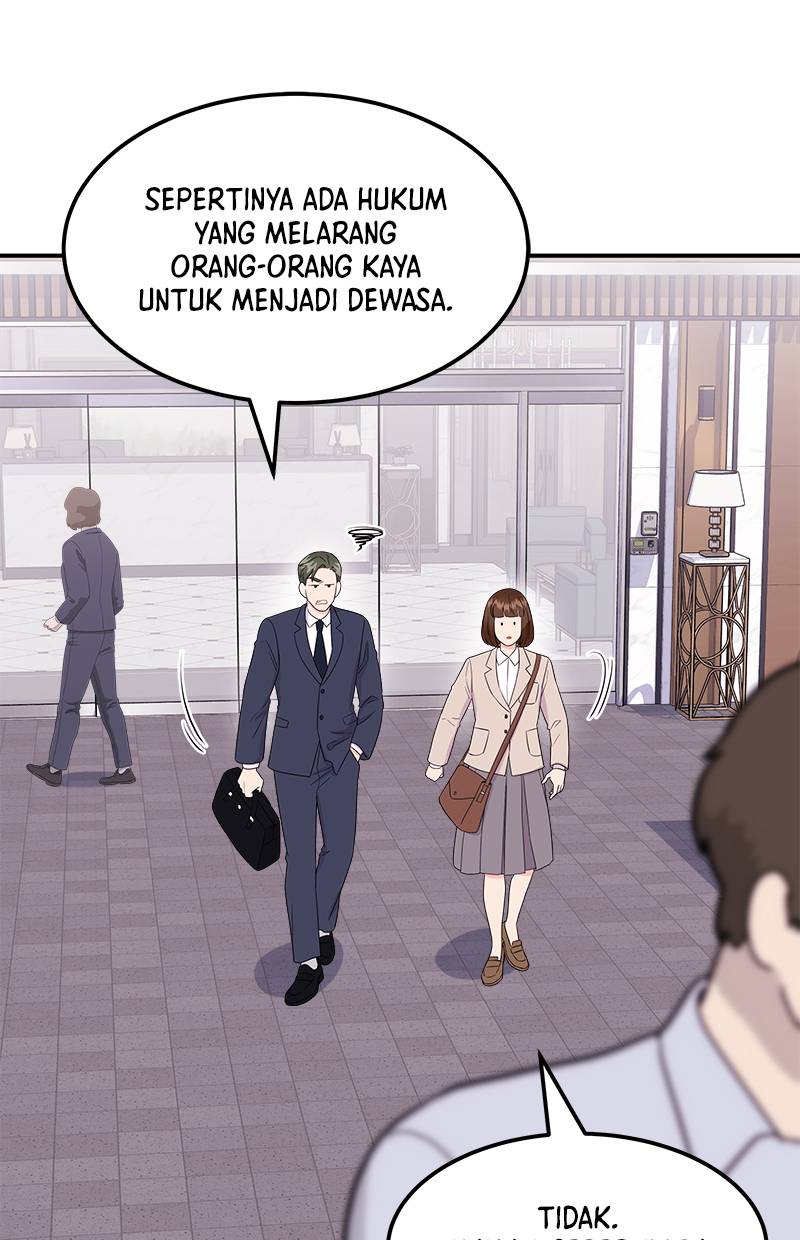 SEPERTINYA ADA HUKUM
YANG MELARANG
ORANG-ORANG KAYA
UNTUK MENJADI DEWASA.
TIDAK.